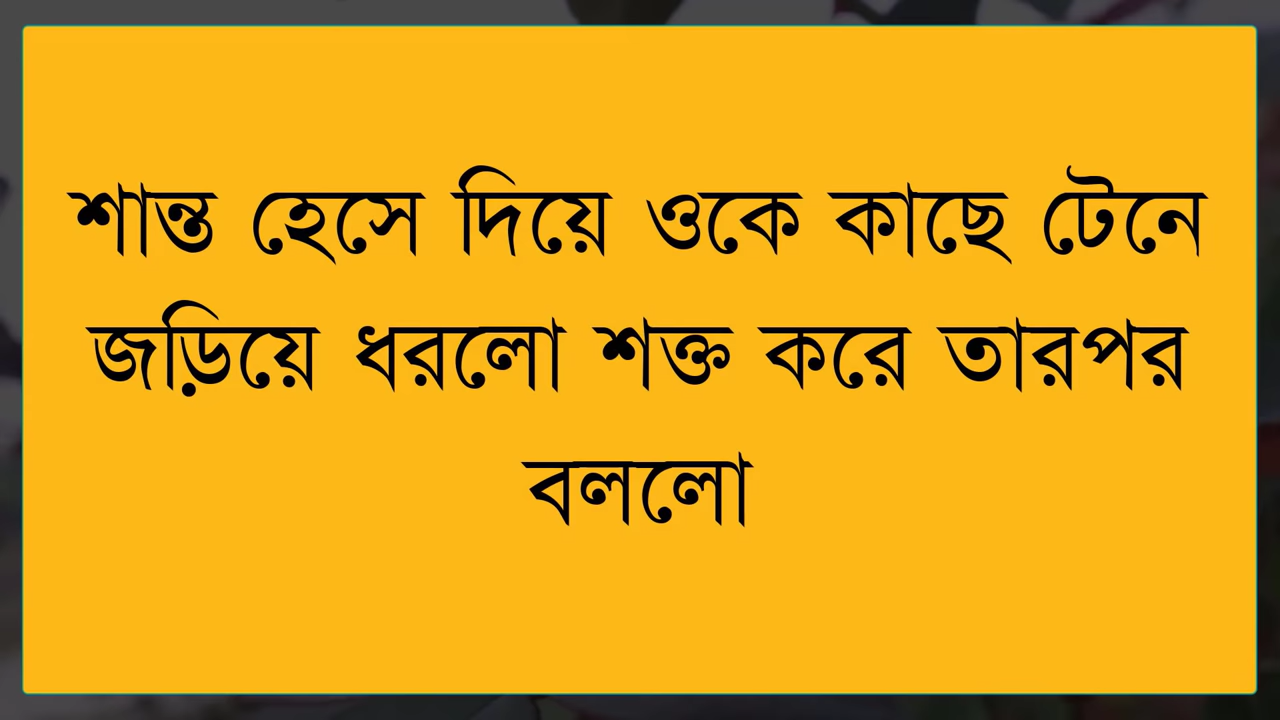 শান্ত হেসে দিয়ে ওকে কাছে টেনে
জড়িয়ে ধরলো শক্ত করে তারপর
বললো